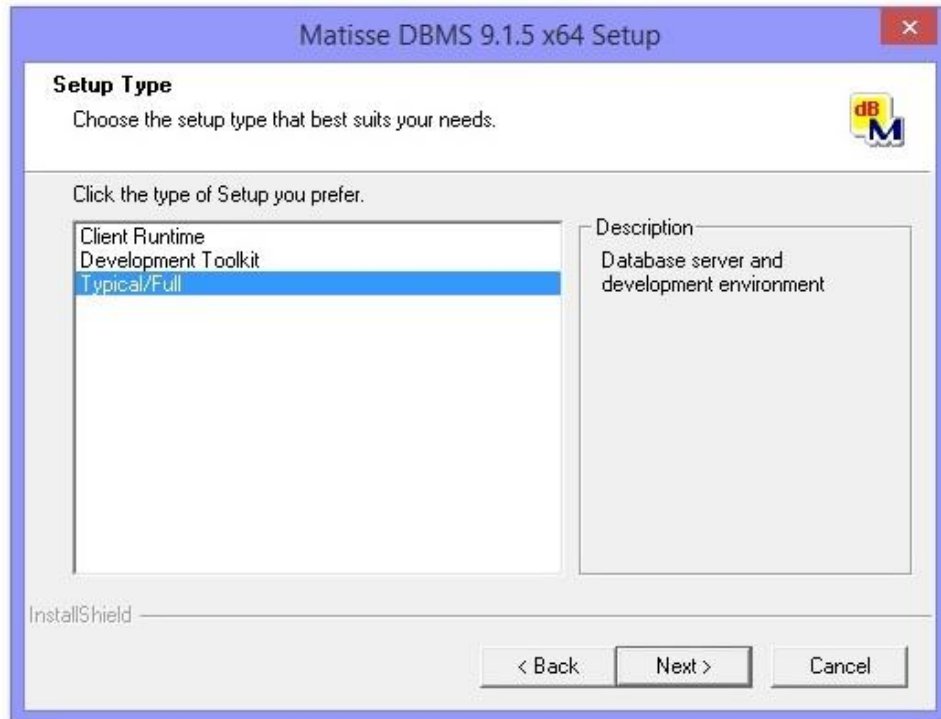 Matisse DBMS 9.1.5 x64 Setup
Setup Type
Choose the setup type that best suits your needs.
dB
M
Click the type of Setup you prefer.
Client Runtime
Development Toolkit
Typical/Full
Description
Database server and
development environment
InstallShield
< Back
Next >
Cancel